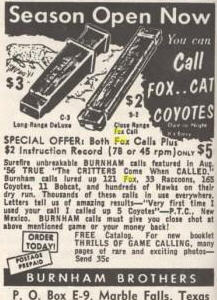 Season Open Now
You can
Call
FOX..CAT
COYOTES
Day or Night
It's Easy
$3
$2
C-3
Long-Range DeLuxe
S-2
Close Range
Fox Call
SPECIAL OFFER: Both Fox Calls Plus
$2 Instruction Record (78 or 45 rpm) ONLY $5
Surefire unbreakable BURNHAM calls featured in Aug.
'56 TRUE "The CRITTERS Come When CALLED."
Burnham calls lured up 121 Fox, 33 Raccons, 165
Coyotes, 11 Bobcat, and hundreds of Hawks on their
dry run. Thousands of these calls in use everywhere.
Letters tell us of amazing results—"Very first time I
used your call I called up 5 Coyotes"—P.T.C., New
Mexico. BURNHAM calls must give you close shot at
above mentioned game or your money back!
ORDER
TODAY!
POSTAGE
PREPAID
FREE Catalog. For new booklet
THRILLS OF GAME CALLING, many
pages of rare and exciting photos—
Send 35c
BURNHAM BROTHERS
P. O. Box E-9, Marble Falls, Texas